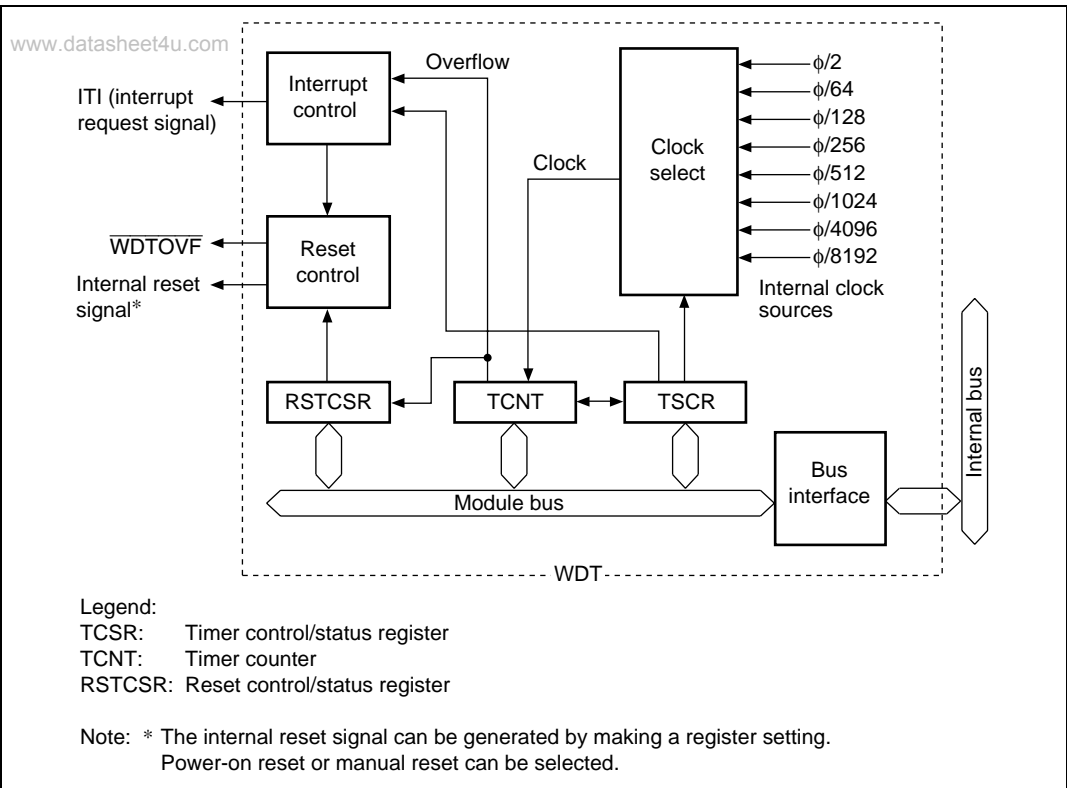 www.datasheet4u.com
Overflow
Interrupt
control
ITI (interrupt
request signal)
Clock
Clock
select
ϕ/2
ϕ/64
ϕ/128
ϕ/256
ϕ/512
ϕ/1024
ϕ/4096
ϕ/8192
Internal clock
sources
WDTOVF
Reset
control
Internal reset
signal*
RSTCSR
TCNT
TSCR
Internal bus
Bus
interface
Module bus
WDT
Legend:
TCSR: Timer control/status register
TCNT: Timer counter
RSTCSR: Reset control/status register
Note: * The internal reset signal can be generated by making a register setting.
Power-on reset or manual reset can be selected.